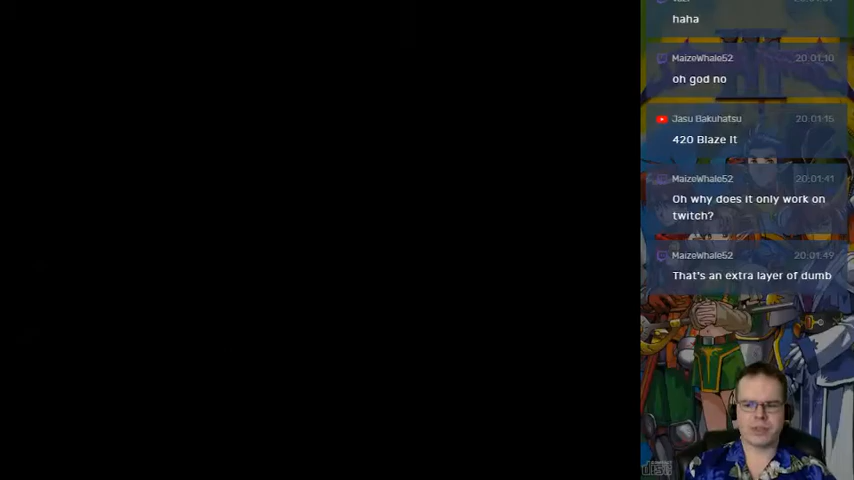 haha
MaizeWhale52 20:01:10
oh god no
Jasu Bakuhatsu 20:01:15
420 Blaze It
MaizeWhale52 20:01:41
Oh why does it only work on
twitch?
MaizeWhale52 20:01:49
That's an extra layer of dumb